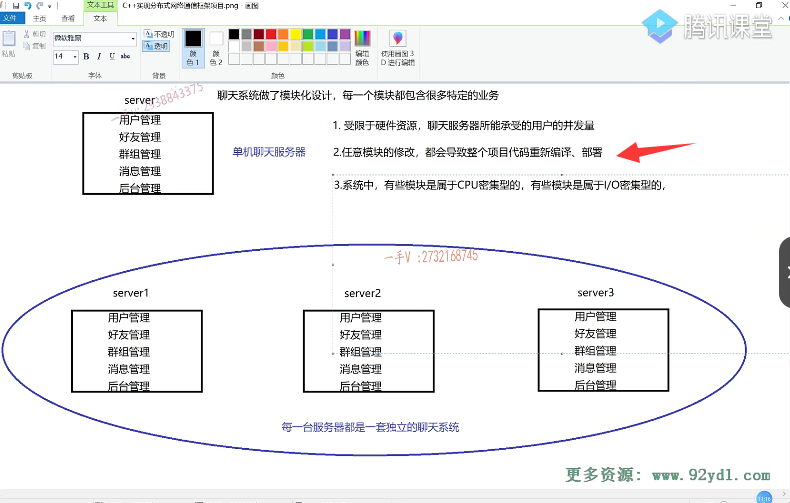 文本工具 C++实现分布式网络通信框架项目.png - 画图
文件 主页 查看 文本
粘贴
剪切
复制
剪贴板
微软雅黑
14 B I U abc
字体
不透明
透明
背景
颜色 1
颜色 2
颜色
编辑颜色
使用画图 3D 进行编辑
腾讯课堂
聊天系统做了模块化设计，每一个模块都包含很多特定的业务
server
用户管理
好友管理
群组管理
消息管理
后台管理
单机聊天服务器
1. 受限于硬件资源，聊天服务器所能承受的用户的并发量
2.任意模块的修改，都会导致整个项目代码重新编译、部署
3.系统中，有些模块是属于CPU密集型的，有些模块是属于I/O密集型的，
一手V :2732168745
server1
用户管理
好友管理
群组管理
消息管理
后台管理
server2
用户管理
好友管理
群组管理
消息管理
后台管理
server3
用户管理
好友管理
群组管理
消息管理
后台管理
每一台服务器都是一套独立的聊天系统
更多资源: www.92ydl.com